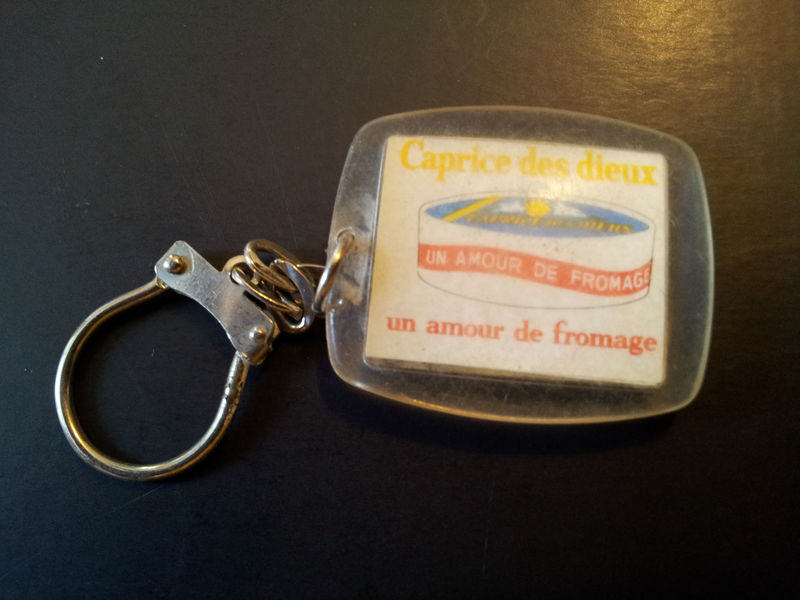 Caprice des dieux
CAPRICE DES DIEUX
UN AMOUR DE FROMAGE
un amour de fromage